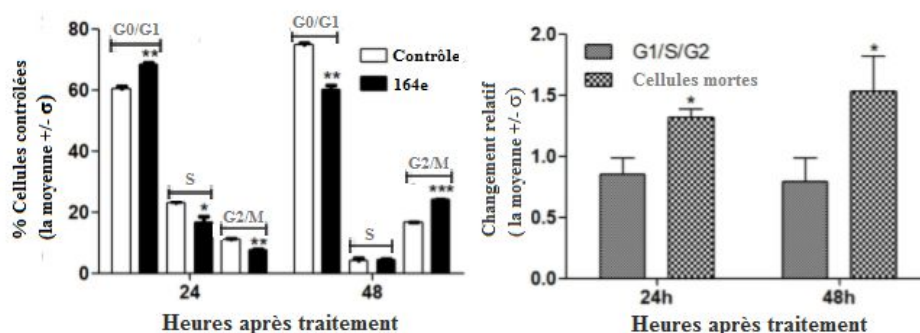 % Cellules contrôlées
(la moyenne +/- σ)
80
60
40
20
0
G0/G1
**
S
*
G2/M
**
G0/G1
**
S
G2/M
***
Contrôle
164e
24
48
Heures après traitement
Changement relatif
( la moyenne +/- σ)
2.0
1.5
1.0
0.5
0.0
G1/S/G2
Cellules mortes
*
*
24h
48h
Heures après traitement